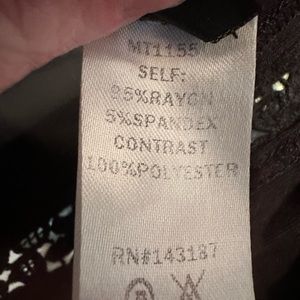 MT1155
SELF:
95%RAYON
5%SPANDEX
CONTRAST
100%POLYESTER
RN#143187